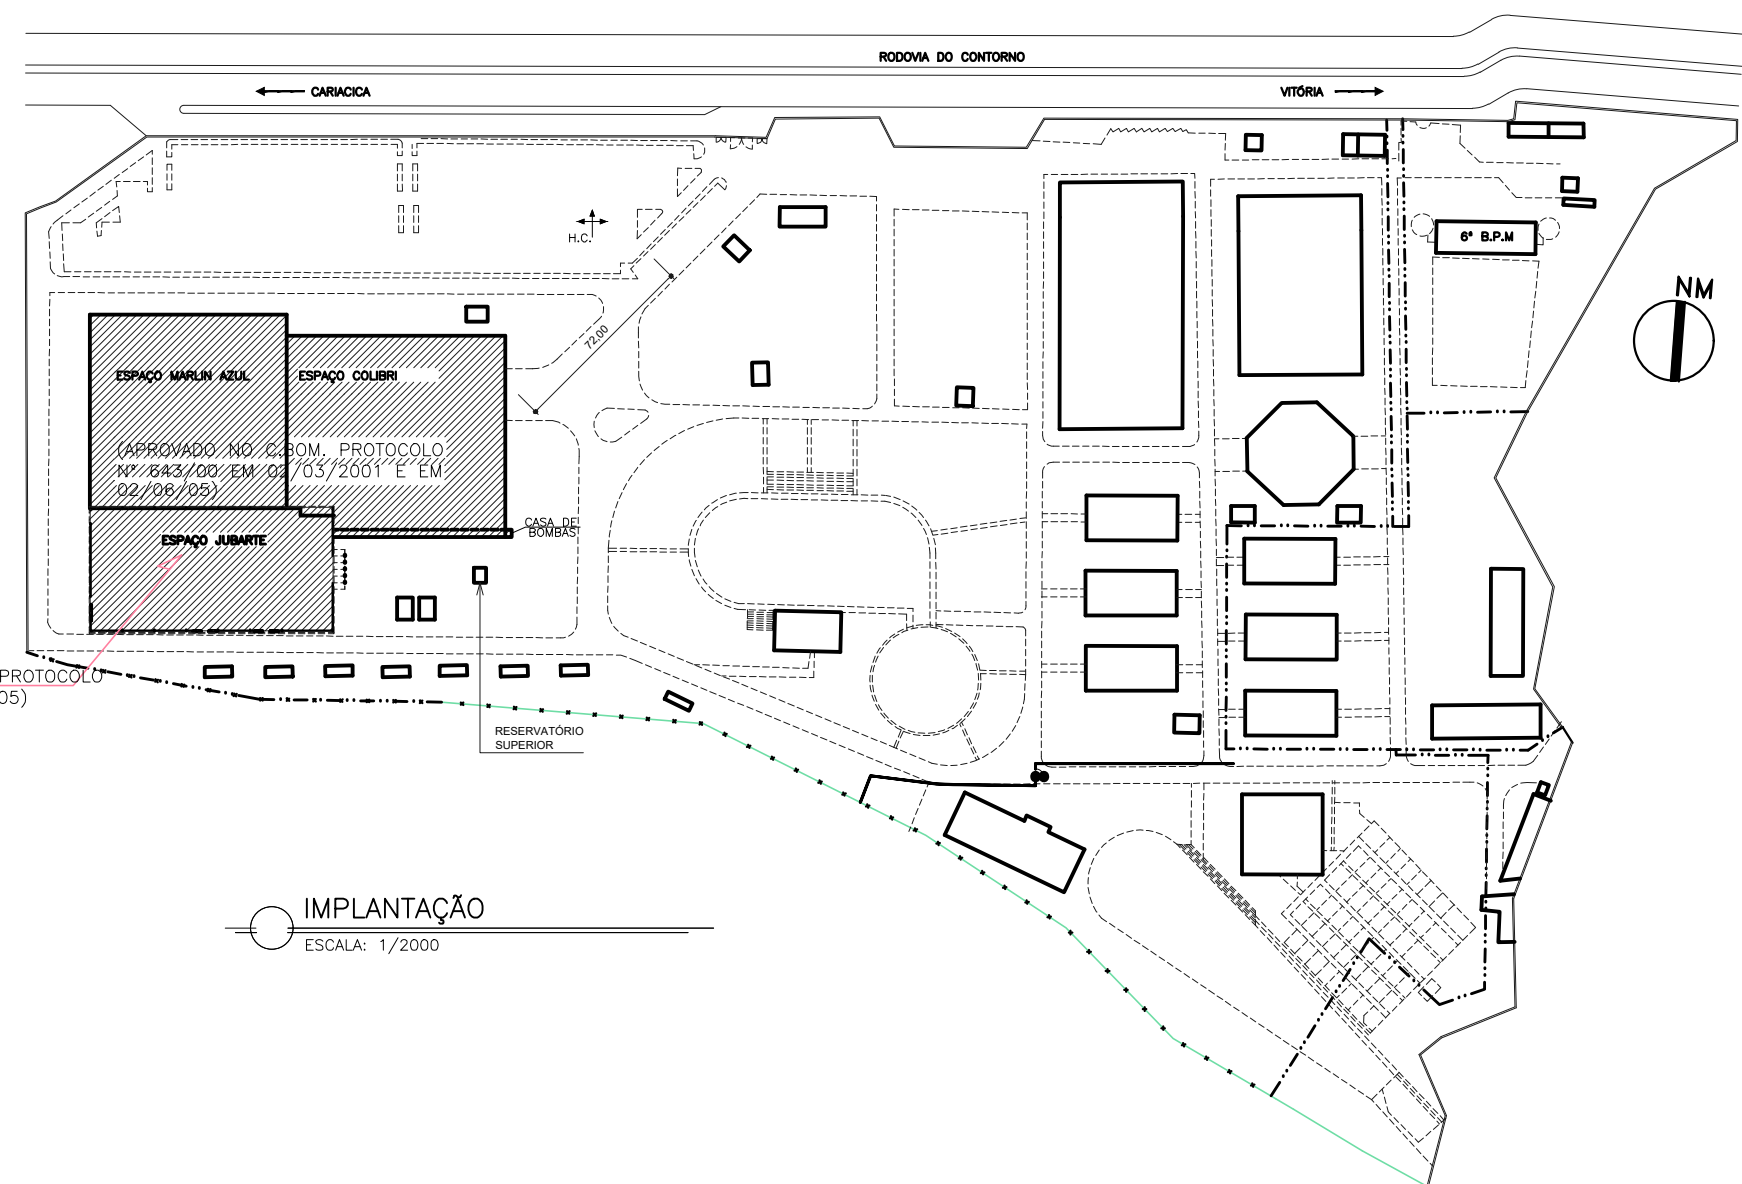 RODOVIA DO CONTORNO
CARIACICA
VITÓRIA
H.C.
6° B.P.M
NM
72,00
ESPAÇO MARLIN AZUL
ESPAÇO COLIBRI
(APROVADO NO C.BOM. PROTOCOLO
N° 643/00 EM 02/03/2001 E EM
02/06/05)
CASA DE
BOMBAS
ESPAÇO JUBARTE
PROTOCOLO
05)
RESERVATÓRIO
SUPERIOR
IMPLANTAÇÃO
ESCALA: 1/2000